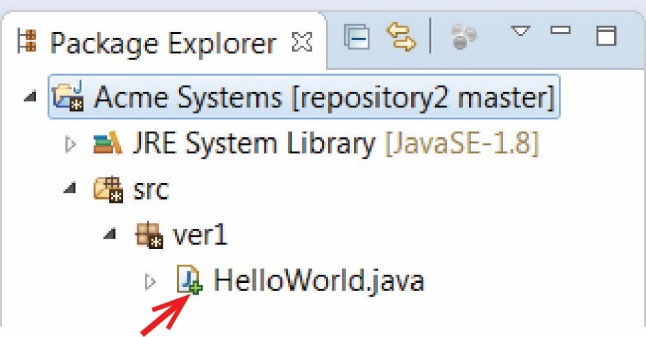 Package Explorer
Acme Systems [repository2 master]
JRE System Library [JavaSE-1.8]
src
ver1
HelloWorld.java